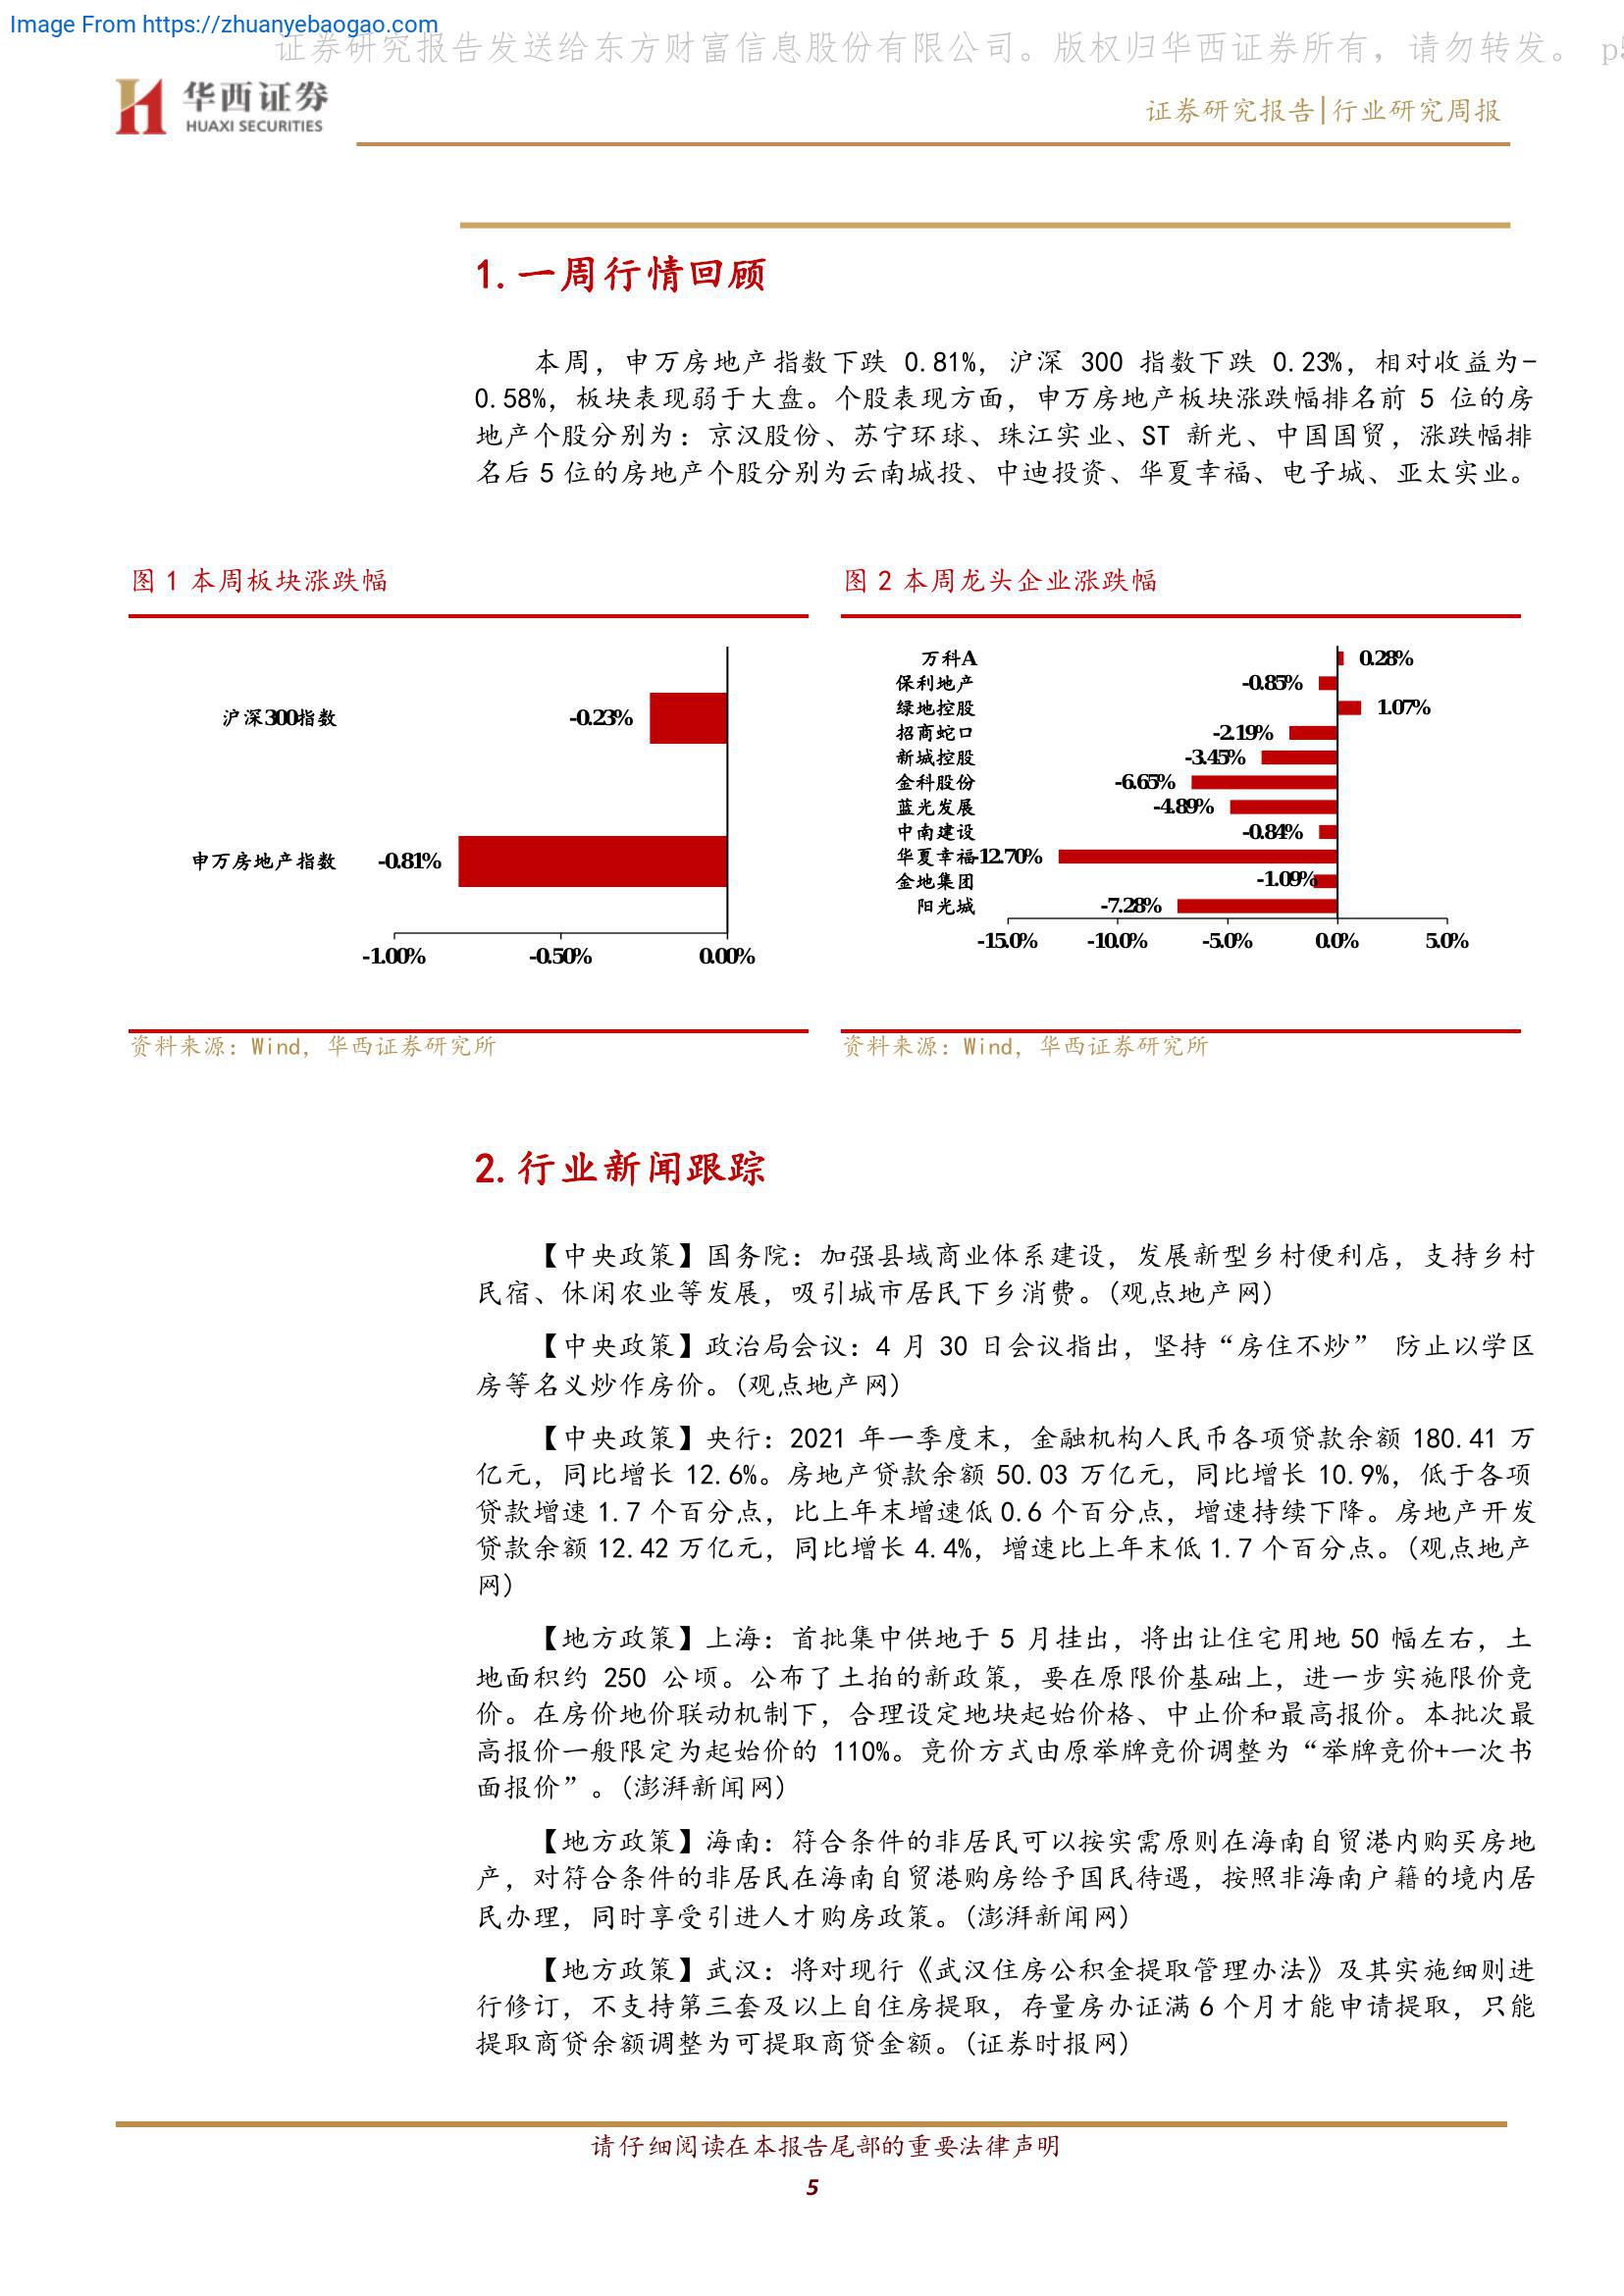 Image From https://zhuanyebaogao.com
证券研究报告发送给东方财富信息股份有限公司。版权归华西证券所有，请勿转发。 p5
华西证券
HUAXI SECURITIES
证券研究报告|行业研究周报
1.一周行情回顾
本周，申万房地产指数下跌 0.81%，沪深 300 指数下跌 0.23%，相对收益为-
0.58%，板块表现弱于大盘。个股表现方面，申万房地产板块涨跌幅排名前 5 位的房
地产个股分别为：京汉股份、苏宁环球、珠江实业、ST 新光、中国国贸，涨跌幅排
名后 5 位的房地产个股分别为云南城投、中迪投资、华夏幸福、电子城、亚太实业。
图 1 本周板块涨跌幅
沪深300指数 -0.23%
申万房地产指数 -0.81%
-1.00% -0.50% 0.00%
资料来源：Wind，华西证券研究所
图 2 本周龙头企业涨跌幅
万科A 0.28%
保利地产 -0.85%
绿地控股 1.07%
招商蛇口 -2.19%
新城控股 -3.45%
金科股份 -6.65%
蓝光发展 -4.89%
中南建设 -0.84%
华夏幸福 -12.70%
金地集团 -1.09%
阳光城 -7.28%
-15.0% -10.0% -5.0% 0.0% 5.0%
资料来源：Wind，华西证券研究所
2.行业新闻跟踪
【中央政策】国务院：加强县域商业体系建设，发展新型乡村便利店，支持乡村
民宿、休闲农业等发展，吸引城市居民下乡消费。(观点地产网)
【中央政策】政治局会议：4 月 30 日会议指出，坚持“房住不炒” 防止以学区
房等名义炒作房价。(观点地产网)
【中央政策】央行：2021 年一季度末，金融机构人民币各项贷款余额 180.41 万
亿元，同比增长 12.6%。房地产贷款余额 50.03 万亿元，同比增长 10.9%，低于各项
贷款增速 1.7 个百分点，比上年末增速低 0.6 个百分点，增速持续下降。房地产开发
贷款余额 12.42 万亿元，同比增长 4.4%，增速比上年末低 1.7 个百分点。(观点地产
网)
【地方政策】上海：首批集中供地于 5 月挂出，将出让住宅用地 50 幅左右，土
地面积约 250 公顷。公布了土拍的新政策，要在原限价基础上，进一步实施限价竞
价。在房价地价联动机制下，合理设定地块起始价格、中止价和最高报价。本批次最
高报价一般限定为起始价的 110%。竞价方式由原举牌竞价调整为“举牌竞价+一次书
面报价”。(澎湃新闻网)
【地方政策】海南：符合条件的非居民可以按实需原则在海南自贸港内购买房地
产，对符合条件的非居民在海南自贸港购房给予国民待遇，按照非海南户籍的境内居
民办理，同时享受引进人才购房政策。(澎湃新闻网)
【地方政策】武汉：将对现行《武汉住房公积金提取管理办法》及其实施细则进
行修订，不支持第三套及以上自住房提取，存量房办证满 6 个月才能申请提取，只能
提取商贷余额调整为可提取商贷金额。(证券时报网)
请仔细阅读在本报告尾部的重要法律声明
5